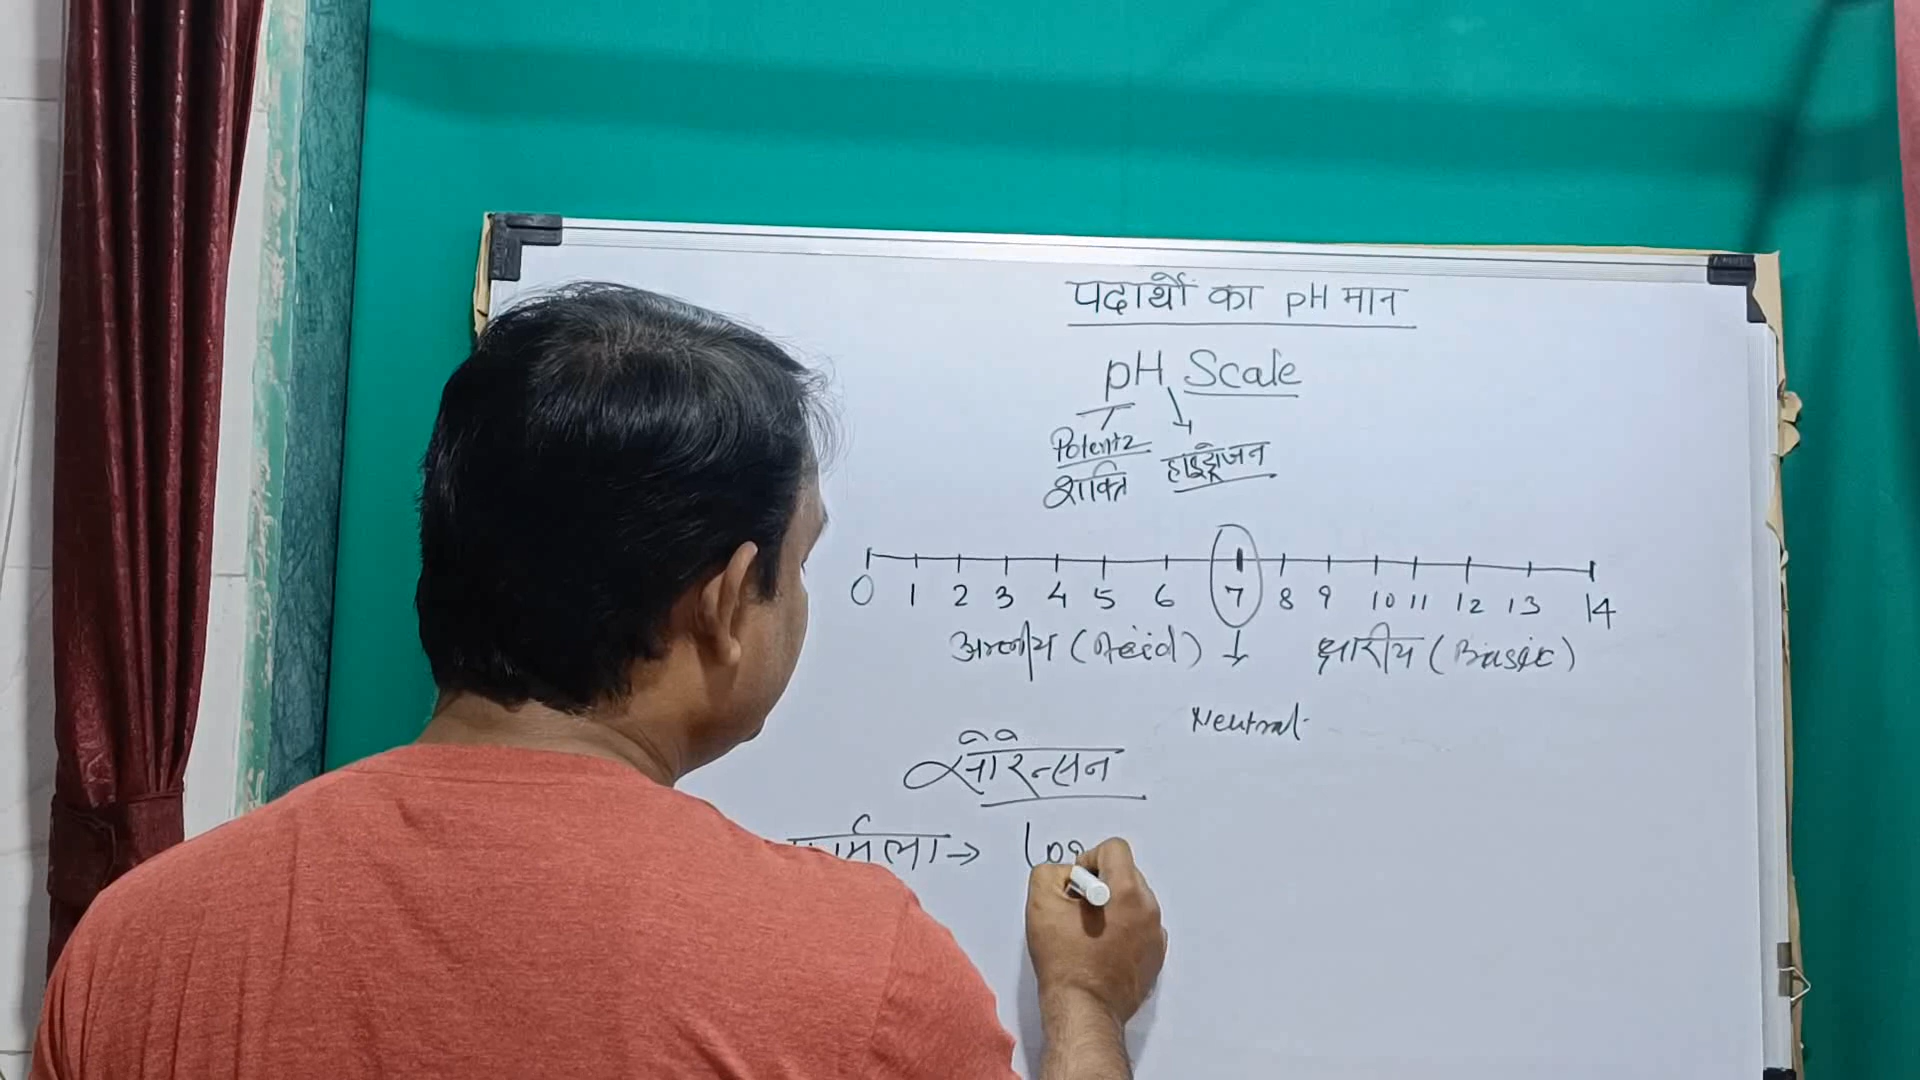 पदार्थों का pH मान
pH Scale
Potenz हाइड्रोजन
शक्ति
0 1 2 3 4 5 6 7 8 9 10 11 12 13 14
अम्लीय (Acid) क्षारीय (Basic)
Neutral
सोरेन्सन
log